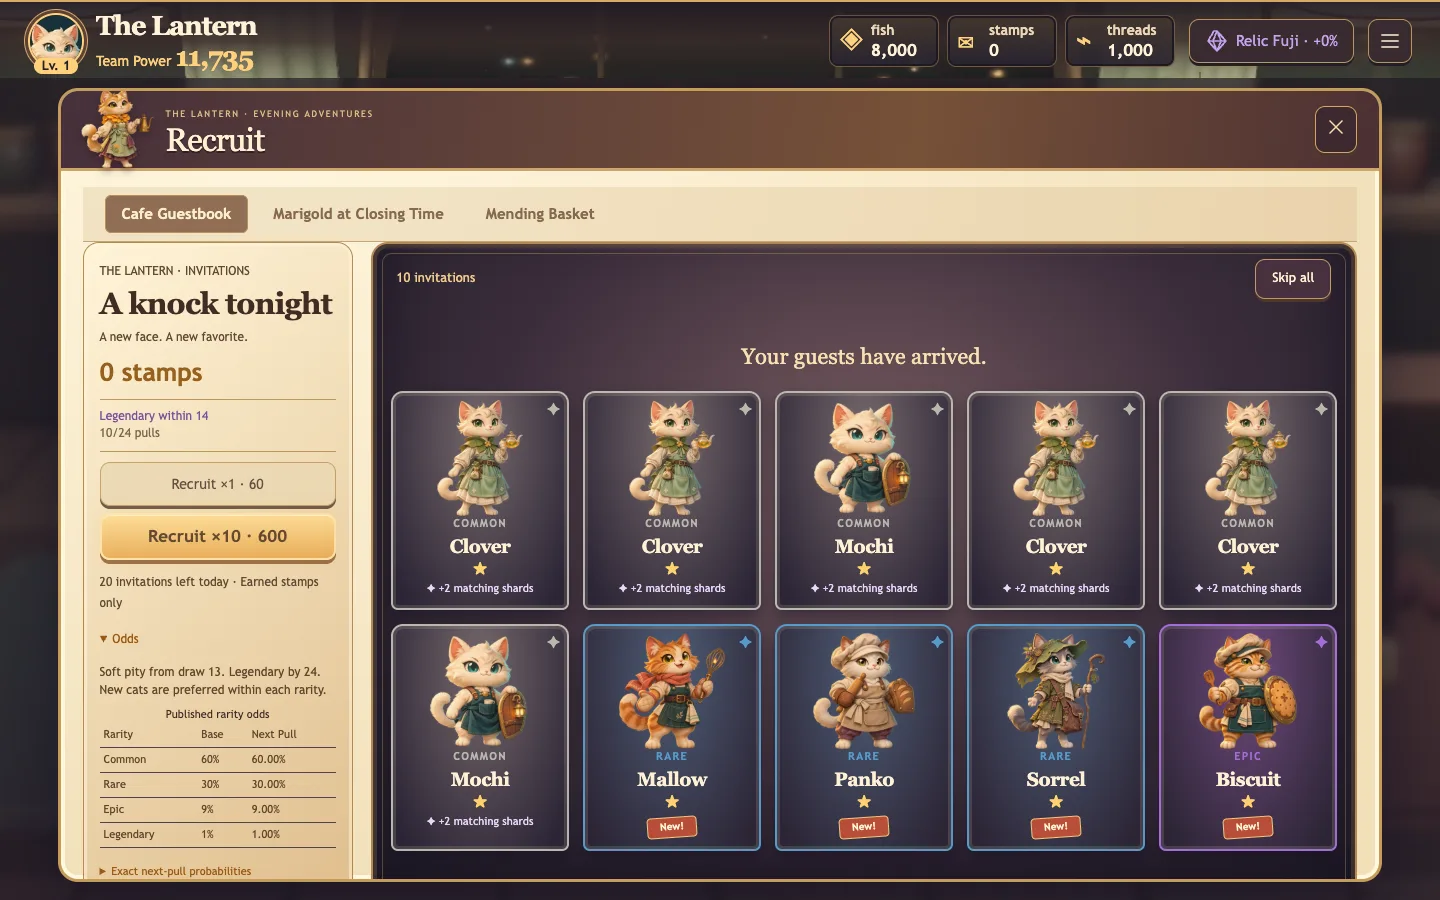 The Lantern
Team Power 11,735
Lv. 1
fish
8,000
stamps
0
threads
1,000
Relic Fuji · +0%
THE LANTERN · EVENING ADVENTURES
Recruit
Cafe Guestbook
Marigold at Closing Time
Mending Basket
THE LANTERN · INVITATIONS
A knock tonight
A new face. A new favorite.
0 stamps
Legendary within 14
10/24 pulls
Recruit ×1 · 60
Recruit ×10 · 600
20 invitations left today · Earned stamps
only
▼ Odds
Soft pity from draw 13. Legendary by 24.
New cats are preferred within each rarity.
Published rarity odds
Rarity Base Next Pull
Common 60% 60.00%
Rare 30% 30.00%
Epic 9% 9.00%
Legendary 1% 1.00%
▶ Exact next-pull probabilities
10 invitations
Skip all
Your guests have arrived.
COMMON
Clover
✦ +2 matching shards
COMMON
Clover
✦ +2 matching shards
COMMON
Mochi
✦ +2 matching shards
COMMON
Clover
✦ +2 matching shards
COMMON
Clover
✦ +2 matching shards
COMMON
Mochi
✦ +2 matching shards
RARE
Mallow
New!
RARE
Panko
New!
RARE
Sorrel
New!
EPIC
Biscuit
New!